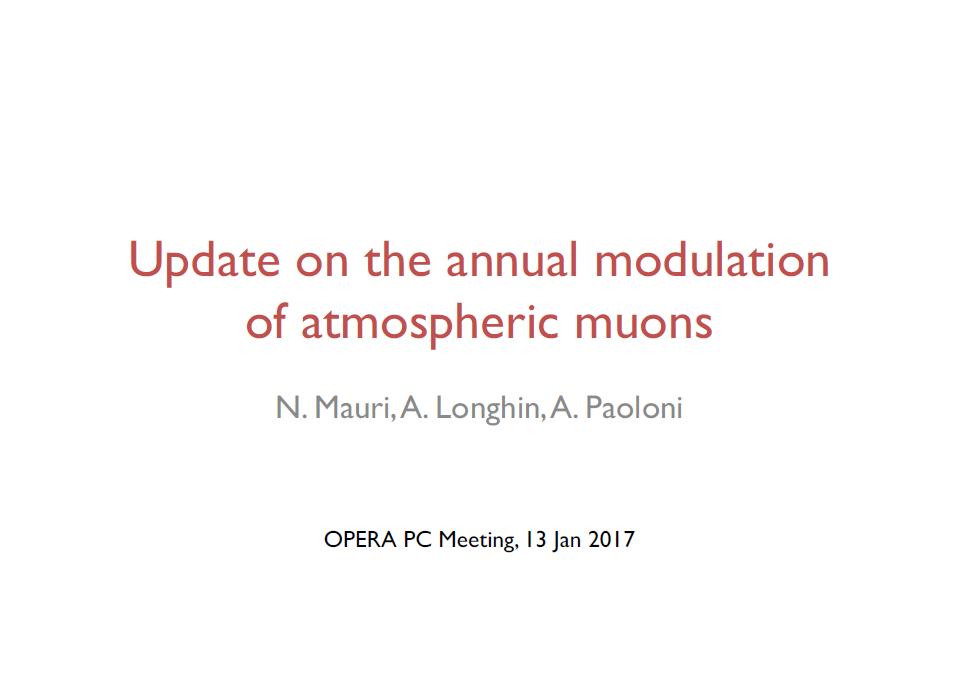 Update on the annual modulation
of atmospheric muons
N. Mauri, A. Longhin, A. Paoloni
OPERA PC Meeting, 13 Jan 2017